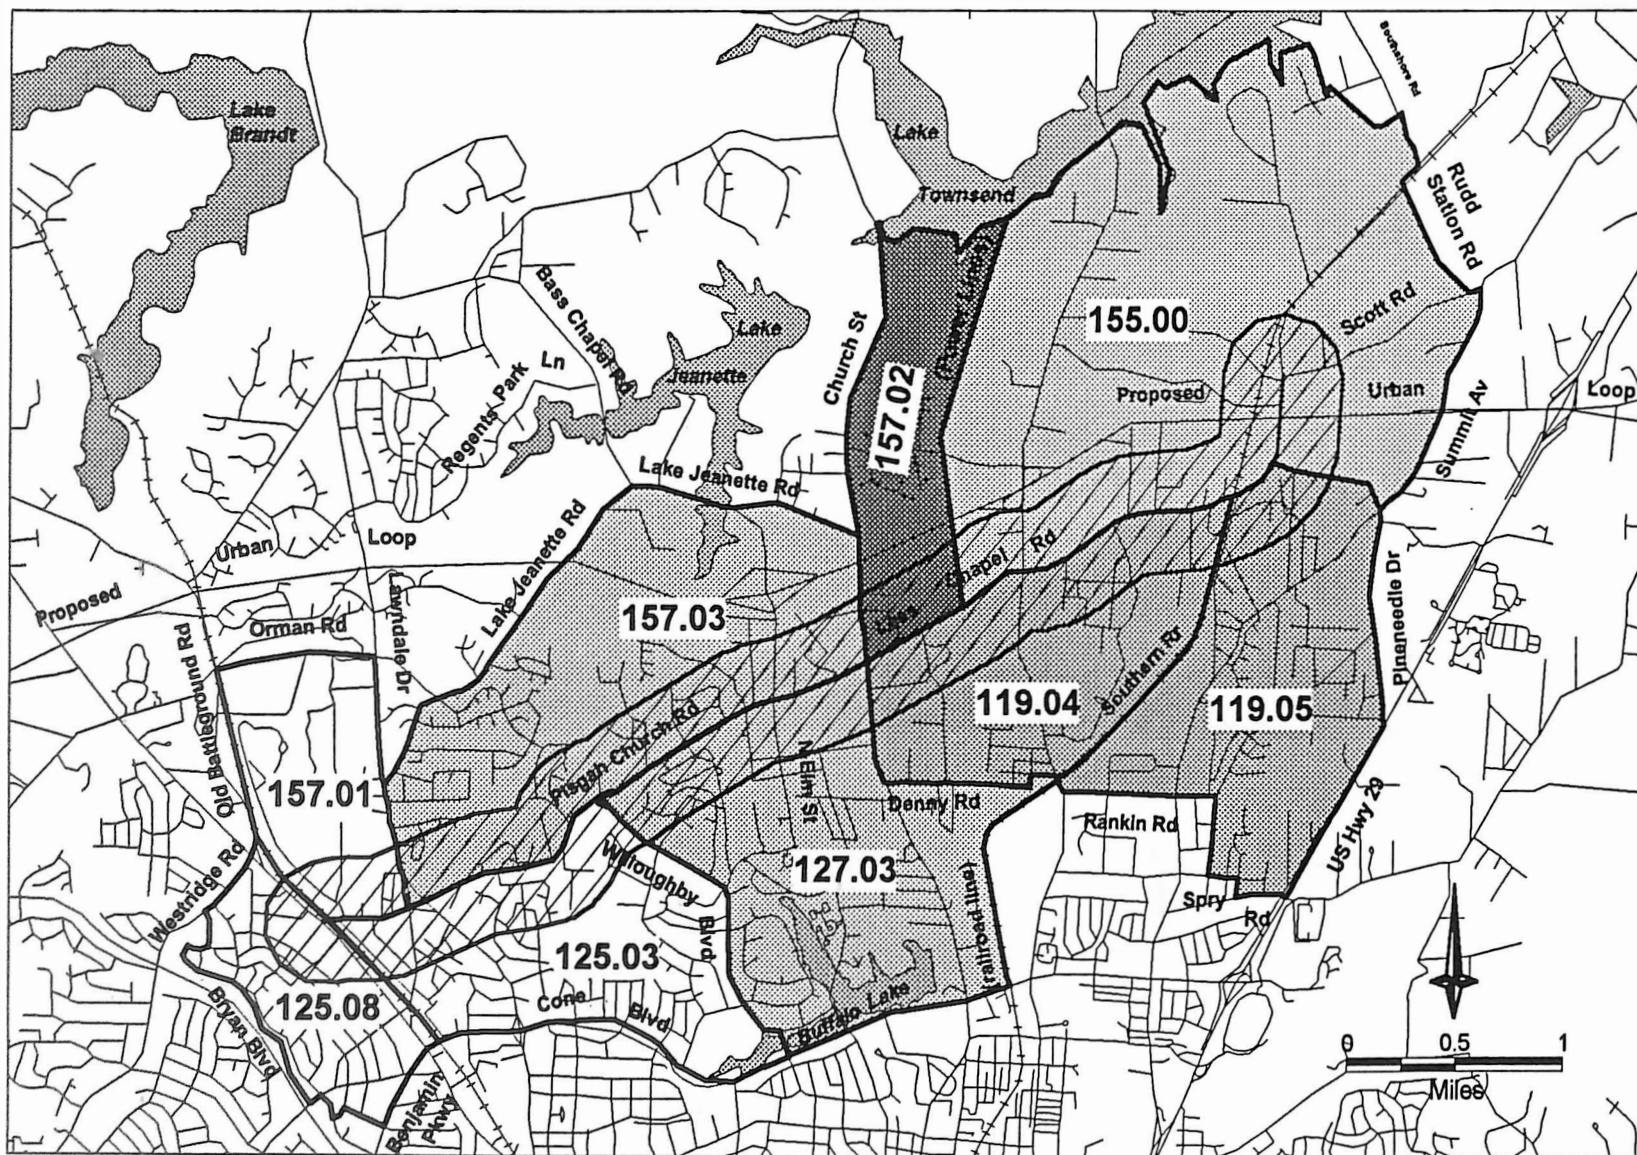 Southshore Rd
Lake
Brandt
Lake
Townsend
Rudd
Station Rd
(Power Lines)
155.00
Scott Rd
Bass Chapel Rd
Lake
Jeanette
Church St
157.02
Regents Park
Ln
Proposed
Urban
Loop
Summit Av
Lake Jeanette Rd
Lake Jeanette Rd
Urban
Loop
Proposed
Orman Rd
Lawndale Dr
Old Battleground Rd
157.03
Lees
Chapel
Rd
Pineneedle Dr
119.04
Southern RR
119.05
Pisgah Church Rd
N Elm St
157.01
Denny Rd
Rankin Rd
US Hwy 29
Westridge Rd
Willoughby
Blvd
127.03
(railroad line)
Spry
Rd
125.03
Cone
Blvd
125.08
Bryan Blvd
Buffalo Lake
Benjamin
Pkwy
0
0.5
1
Miles